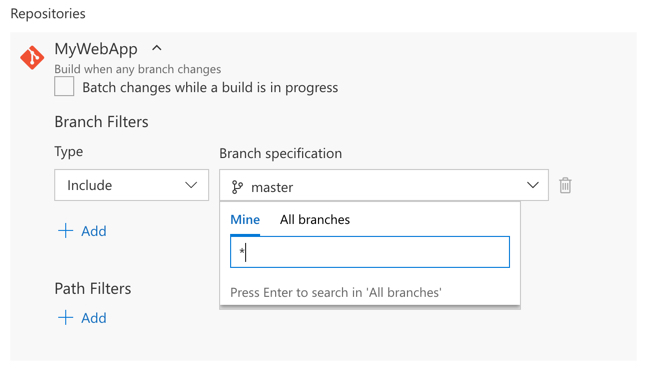 Repositories
MyWebApp
Build when any branch changes
Batch changes while a build is in progress
Branch Filters
Type
Branch specification
Include
master
Mine All branches
*
Press Enter to search in 'All branches'
+ Add
Path Filters
+ Add